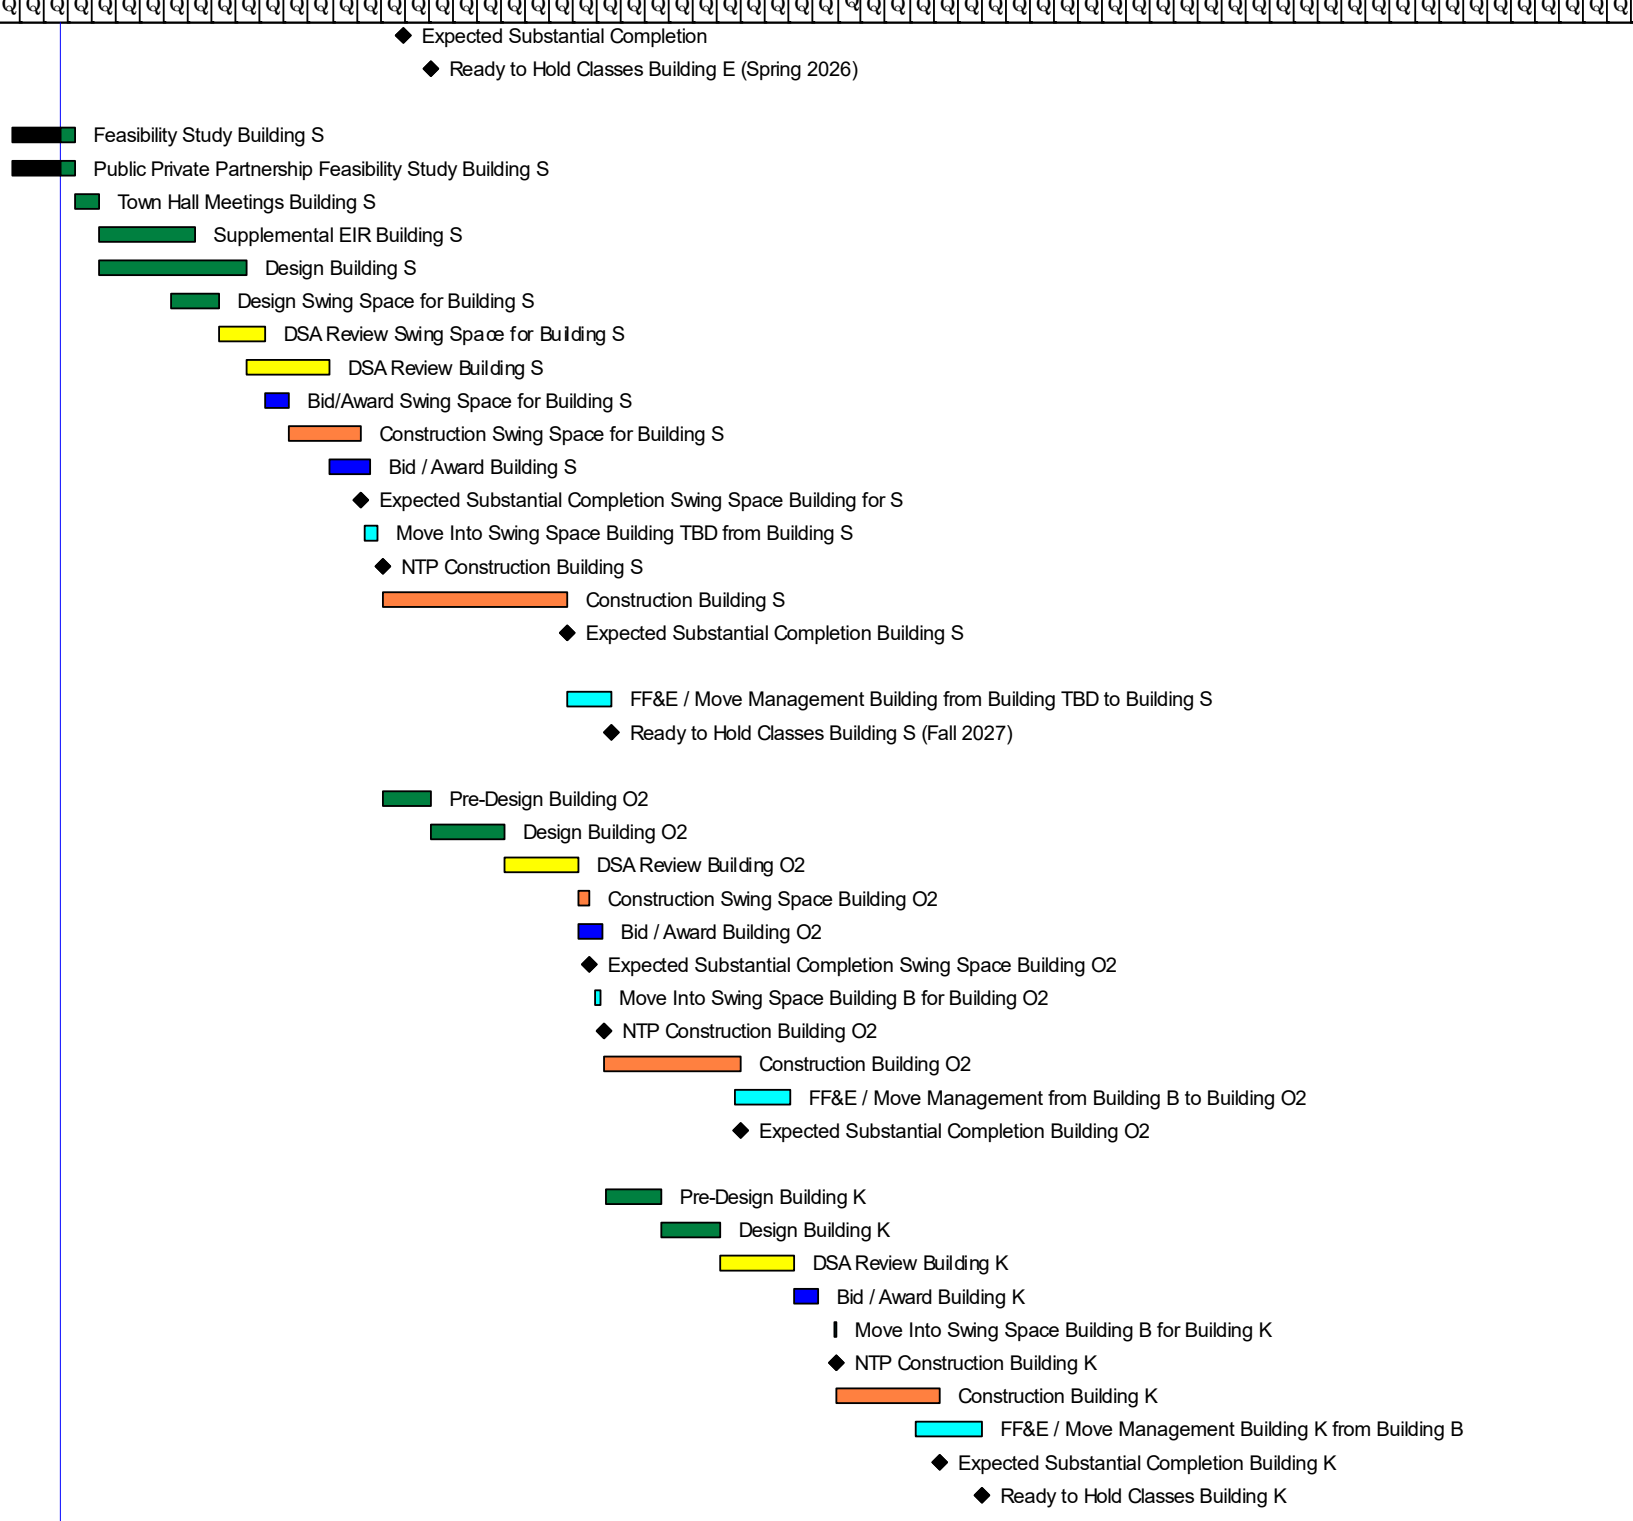 Q Q Q Q Q Q Q Q Q Q Q Q Q Q Q Q Q Q Q Q Q Q Q Q Q Q Q Q Q Q Q Q Q Q Q Q Q Q Q Q Q Q Q Q Q Q Q Q Q Q Q Q Q Q Q Q Q Q Q Q Q Q Q Q Q Q Q Q
Expected Substantial Completion
Ready to Hold Classes Building E (Spring 2026)
Feasibility Study Building S
Public Private Partnership Feasibility Study Building S
Town Hall Meetings Building S
Supplemental EIR Building S
Design Building S
Design Swing Space for Building S
DSA Review Swing Space for Building S
DSA Review Building S
Bid/Award Swing Space for Building S
Construction Swing Space for Building S
Bid / Award Building S
Expected Substantial Completion Swing Space Building for S
Move Into Swing Space Building TBD from Building S
NTP Construction Building S
Construction Building S
Expected Substantial Completion Building S
FF&E / Move Management Building from Building TBD to Building S
Ready to Hold Classes Building S (Fall 2027)
Pre-Design Building O2
Design Building O2
DSA Review Building O2
Construction Swing Space Building O2
Bid / Award Building O2
Expected Substantial Completion Swing Space Building O2
Move Into Swing Space Building B for Building O2
NTP Construction Building O2
Construction Building O2
FF&E / Move Management from Building B to Building O2
Expected Substantial Completion Building O2
Pre-Design Building K
Design Building K
DSA Review Building K
Bid / Award Building K
Move Into Swing Space Building B for Building K
NTP Construction Building K
Construction Building K
FF&E / Move Management Building K from Building B
Expected Substantial Completion Building K
Ready to Hold Classes Building K